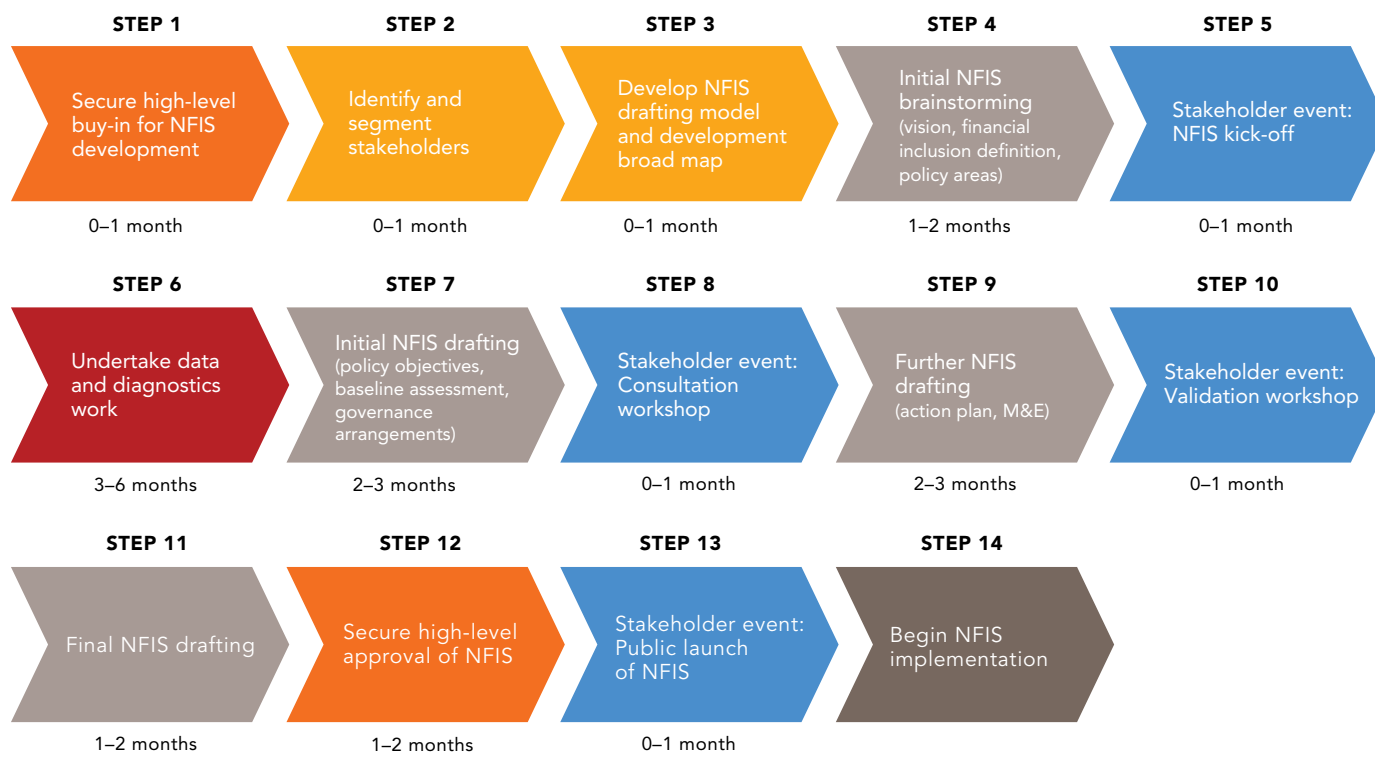 STEP 1
STEP 2
STEP 3
STEP 4
STEP 5
Secure high-level
buy-in for NFIS
development
Identify and
segment
stakeholders
Develop NFIS
drafting model
and development
broad map
Initial NFIS
brainstorming
(vision, financial
inclusion definition,
policy areas)
Stakeholder event:
NFIS kick-off
0–1 month
0–1 month
0–1 month
1–2 months
0–1 month
STEP 6
STEP 7
STEP 8
STEP 9
STEP 10
Undertake data
and diagnostics
work
Initial NFIS drafting
(policy objectives,
baseline assessment,
governance
arrangements)
Stakeholder event:
Consultation
workshop
Further NFIS
drafting
(action plan, M&E)
Stakeholder event:
Validation workshop
3–6 months
2–3 months
0–1 month
2–3 months
0–1 month
STEP 11
STEP 12
STEP 13
STEP 14
Final NFIS drafting
Secure high-level
approval of NFIS
Stakeholder event:
Public launch
of NFIS
Begin NFIS
implementation
1–2 months
1–2 months
0–1 month